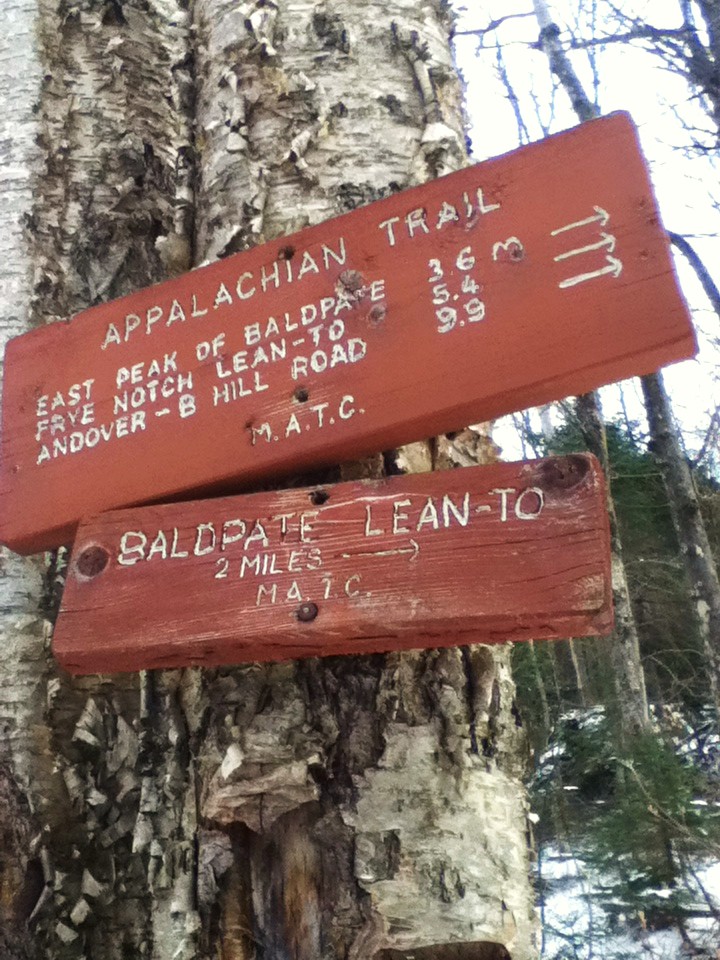 APPALACHIAN TRAIL
EAST PEAK OF BALDPATE 3.6 m →
FRYE NOTCH LEAN-TO 5.4 →
ANDOVER-B HILL ROAD 9.9 →
M.A.T.C.
BALDPATE LEAN-TO
2 MILES →
M.A.T.C.